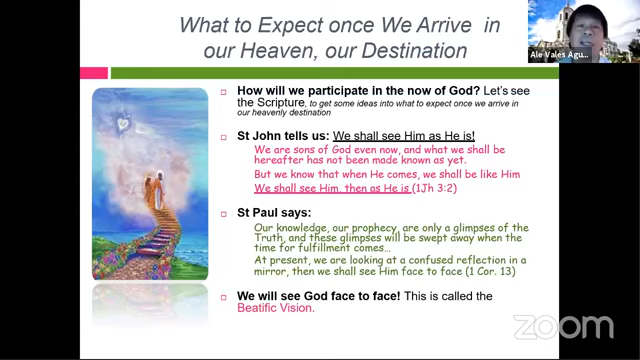 What to Expect once We Arrive in
our Heaven, our Destination
How will we participate in the now of God? Let's see
the Scripture, to get some ideas into what to expect once we arrive in
our heavenly destination
St John tells us: We shall see Him as He is!
We are sons of God even now, and what we shall be
hereafter has not been made known as yet.
But we know that when He comes, we shall be like Him
We shall see Him, then as He is (1Jh 3:2)
St Paul says:
Our knowledge, our prophecy, are only a glimpses of the
Truth, and these glimpses will be swept away when the
time for fulfillment comes...
At present, we are looking at a confused reflection in a
mirror, then we shall see Him face to face (1 Cor. 13)
We will see God face to face! This is called the
Beatific Vision.
Ale Vales Agu...
zoom